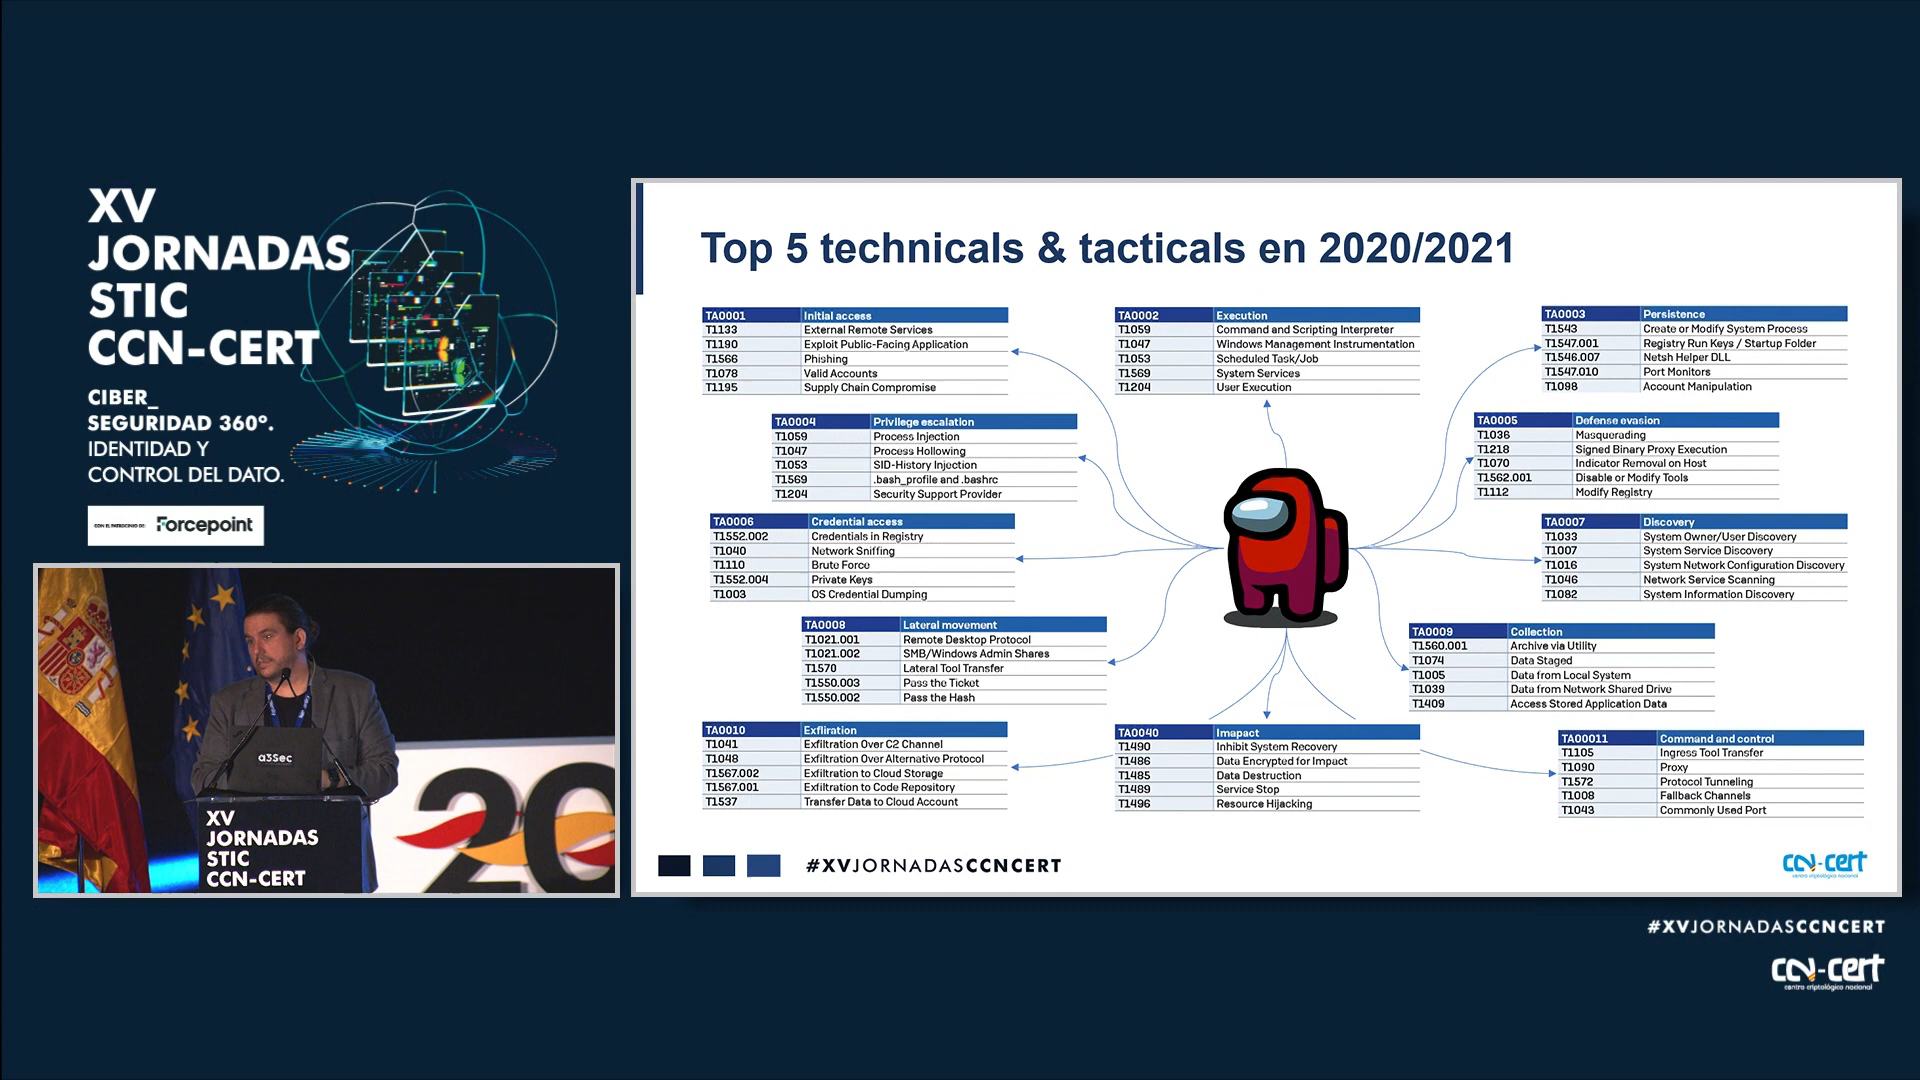 XV
JORNADAS
STIC
CCN-CERT
CIBER_
SEGURIDAD 360º.
IDENTIDAD Y
CONTROL DEL DATO.
CON EL PATROCINIO DE: Forcepoint
Top 5 technicals & tacticals en 2020/2021
TA0001 Initial access
T1133 External Remote Services
T1190 Exploit Public-Facing Application
T1566 Phishing
T1078 Valid Accounts
T1195 Supply Chain Compromise
TA0002 Execution
T1059 Command and Scripting Interpreter
T1047 Windows Management Instrumentation
T1053 Scheduled Task/Job
T1569 System Services
T1204 User Execution
TA0003 Persistence
T1543 Create or Modify System Process
T1547.001 Registry Run Keys / Startup Folder
T1546.007 Netsh Helper DLL
T1547.010 Port Monitors
T1098 Account Manipulation
TA0004 Privilege escalation
T1059 Process Injection
T1047 Process Hollowing
T1053 SID-History Injection
T1569 .bash_profile and .bashrc
T1204 Security Support Provider
TA0005 Defense evasion
T1036 Masquerading
T1218 Signed Binary Proxy Execution
T1070 Indicator Removal on Host
T1562.001 Disable or Modify Tools
T1112 Modify Registry
TA0006 Credential access
T1552.002 Credentials in Registry
T1040 Network Sniffing
T1110 Brute Force
T1552.004 Private Keys
T1003 OS Credential Dumping
TA0007 Discovery
T1033 System Owner/User Discovery
T1007 System Service Discovery
T1016 System Network Configuration Discovery
T1046 Network Service Scanning
T1082 System Information Discovery
TA0008 Lateral movement
T1021.001 Remote Desktop Protocol
T1021.002 SMB/Windows Admin Shares
T1570 Lateral Tool Transfer
T1550.003 Pass the Ticket
T1550.002 Pass the Hash
TA0009 Collection
T1560.001 Archive via Utility
T1074 Data Staged
T1005 Data from Local System
T1039 Data from Network Shared Drive
T1409 Access Stored Application Data
TA0010 Exfliration
T1041 Exfiltration Over C2 Channel
T1048 Exfiltration Over Alternative Protocol
T1567.002 Exfiltration to Cloud Storage
T1567.001 Exfiltration to Code Repository
T1537 Transfer Data to Cloud Account
TA0040 Imapact
T1490 Inhibit System Recovery
T1486 Data Encrypted for Impact
T1485 Data Destruction
T1489 Service Stop
T1496 Resource Hijacking
TA00011 Command and control
T1105 Ingress Tool Transfer
T1090 Proxy
T1572 Protocol Tunneling
T1008 Fallback Channels
T1043 Commonly Used Port
#XVJORNADASCCNCERT
ccn-cert
centro criptológico nacional
a3Sec
XV
JORNADAS
STIC
CCN-CERT
20
#XVJORNADASCCNCERT
ccn-cert
centro criptológico nacional